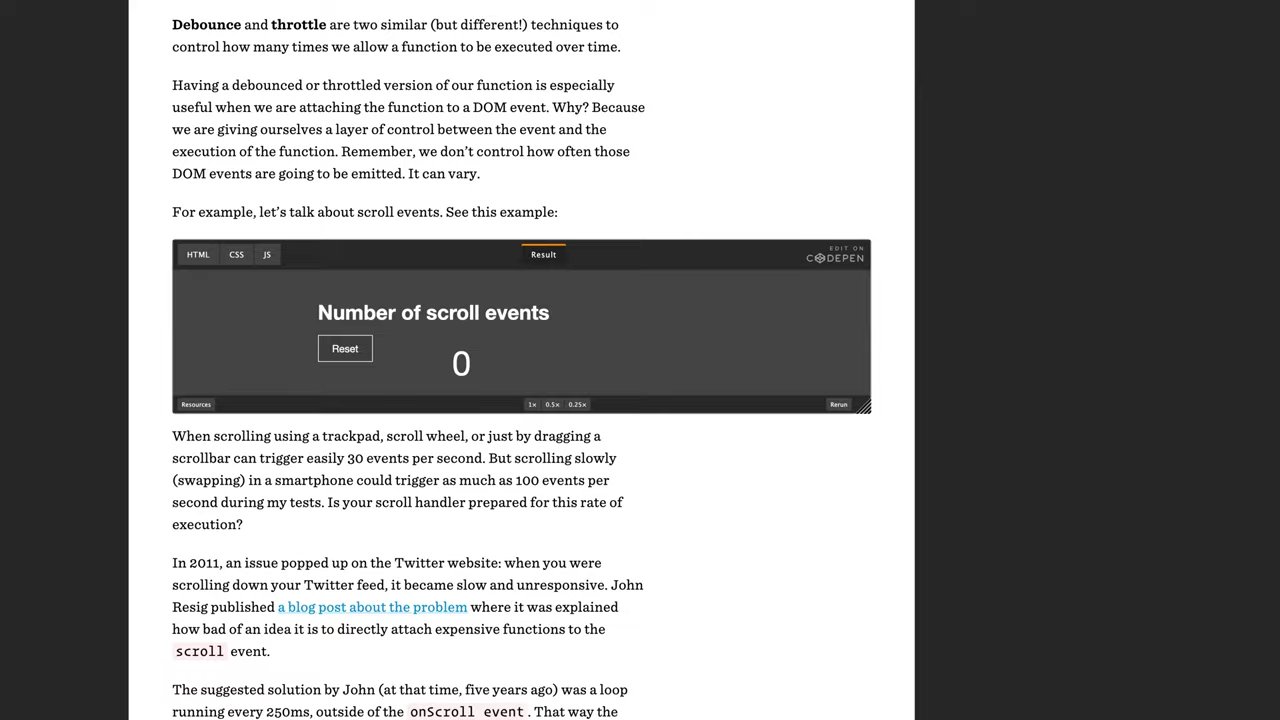 Debounce and throttle are two similar (but different!) techniques to
control how many times we allow a function to be executed over time.
Having a debounced or throttled version of our function is especially
useful when we are attaching the function to a DOM event. Why? Because
we are giving ourselves a layer of control between the event and the
execution of the function. Remember, we don’t control how often those
DOM events are going to be emitted. It can vary.
For example, let’s talk about scroll events. See this example:
HTML CSS JS Result EDIT ON
CODEPEN
Number of scroll events
Reset
0
Resources 1× 0.5× 0.25× Rerun
When scrolling using a trackpad, scroll wheel, or just by dragging a
scrollbar can trigger easily 30 events per second. But scrolling slowly
(swapping) in a smartphone could trigger as much as 100 events per
second during my tests. Is your scroll handler prepared for this rate of
execution?
In 2011, an issue popped up on the Twitter website: when you were
scrolling down your Twitter feed, it became slow and unresponsive. John
Resig published a blog post about the problem where it was explained
how bad of an idea it is to directly attach expensive functions to the
scroll event.
The suggested solution by John (at that time, five years ago) was a loop
running every 250ms, outside of the onScroll event. That way the